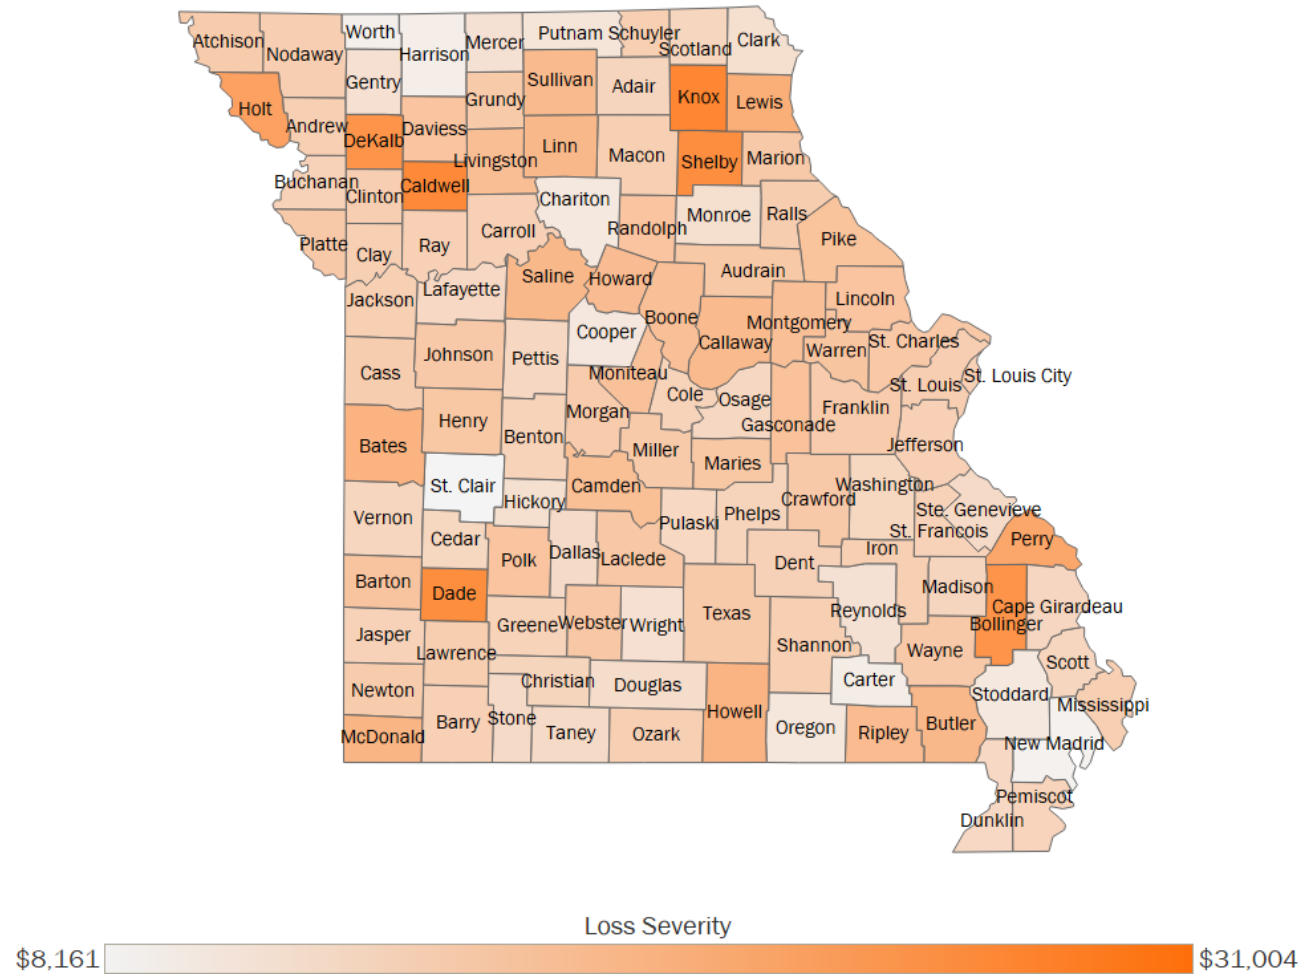 Atchison
Nodaway
Worth
Harrison
Mercer
Putnam
Schuyler
Scotland
Clark
Gentry
Holt
Andrew
DeKalb
Daviess
Grundy
Sullivan
Adair
Knox
Lewis
Buchanan
Clinton
Caldwell
Livingston
Linn
Macon
Shelby
Marion
Platte
Clay
Ray
Carroll
Chariton
Randolph
Monroe
Ralls
Pike
Jackson
Lafayette
Saline
Howard
Boone
Audrain
Callaway
Montgomery
Lincoln
Warren
St. Charles
St. Louis
St. Louis City
Cass
Johnson
Pettis
Cooper
Moniteau
Cole
Osage
Gasconade
Franklin
Jefferson
Bates
Henry
Benton
Morgan
Miller
Maries
St. Clair
Hickory
Camden
Pulaski
Phelps
Crawford
Washington
Ste. Genevieve
St. Francois
Perry
Vernon
Cedar
Polk
Dallas
Laclede
Dent
Iron
Madison
Cape Girardeau
Bollinger
Barton
Dade
Greene
Webster
Wright
Texas
Shannon
Reynolds
Wayne
Scott
Jasper
Lawrence
Christian
Douglas
Howell
Carter
Stoddard
Mississippi
Newton
McDonald
Barry
Stone
Taney
Ozark
Oregon
Ripley
Butler
New Madrid
Pemiscot
Dunklin
Loss Severity
$8,161
$31,004